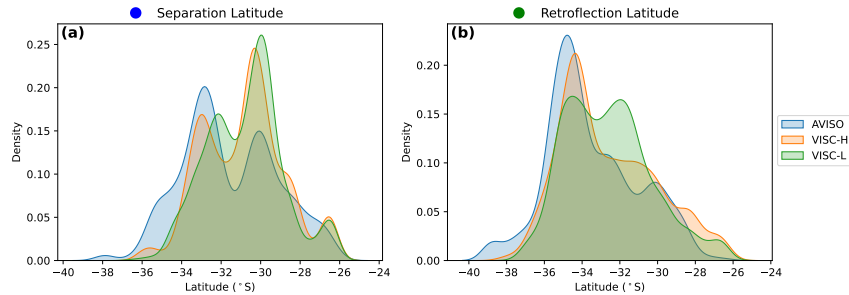 Separation Latitude
Retroflection Latitude
(a)
(b)
Density
0.00
0.05
0.10
0.15
0.20
0.25
−40 −38 −36 −34 −32 −30 −28 −26 −24
Latitude (°S)
Density
0.00
0.05
0.10
0.15
0.20
−40 −38 −36 −34 −32 −30 −28 −26 −24
Latitude (°S)
AVISO
VISC-H
VISC-L